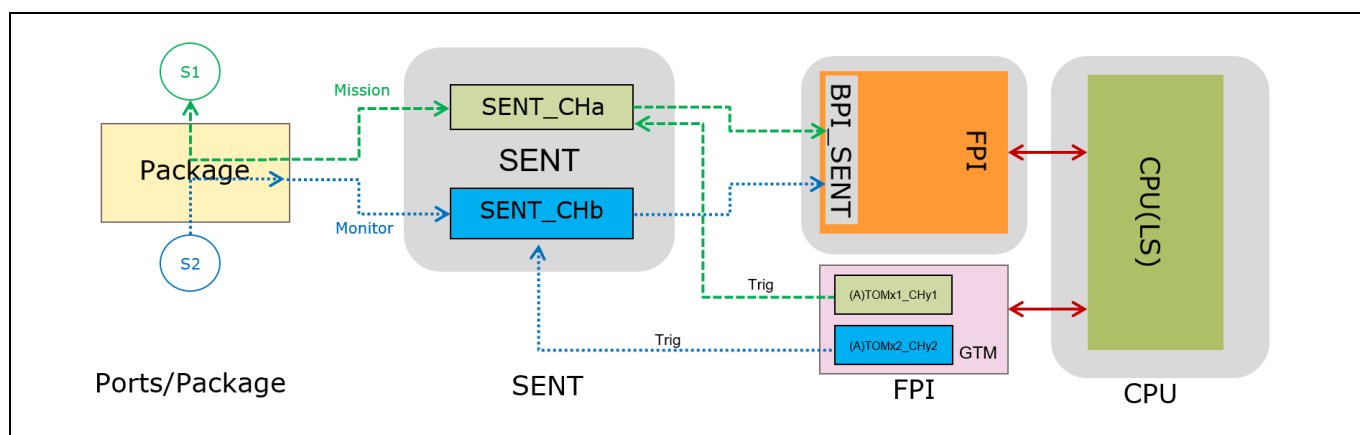 S1
Mission
Package
S2
Monitor
SENT_CHa
SENT
SENT_CHb
Trig
Trig
BPI_SENT
FPI
(A)TOMx1_CHy1
(A)TOMx2_CHy2
GTM
CPU(LS)
Ports/Package
SENT
FPI
CPU